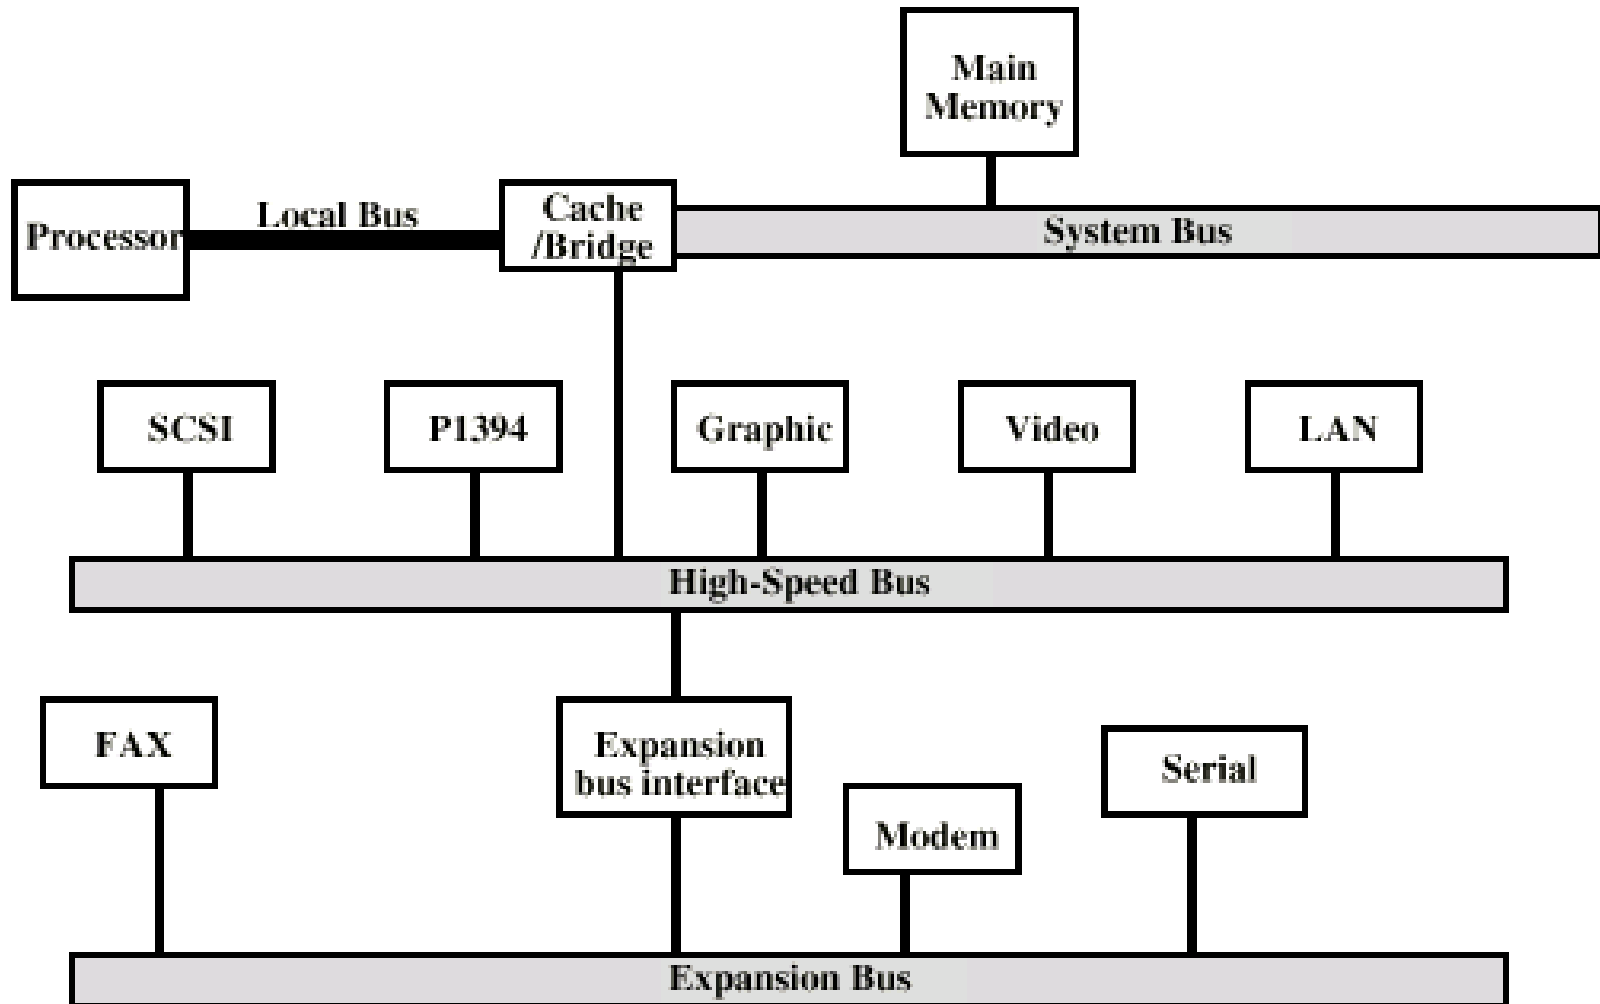 Main
Memory
Processor
Local Bus
Cache
/Bridge
System Bus
SCSI
P1394
Graphic
Video
LAN
High-Speed Bus
FAX
Expansion
bus interface
Modem
Serial
Expansion Bus